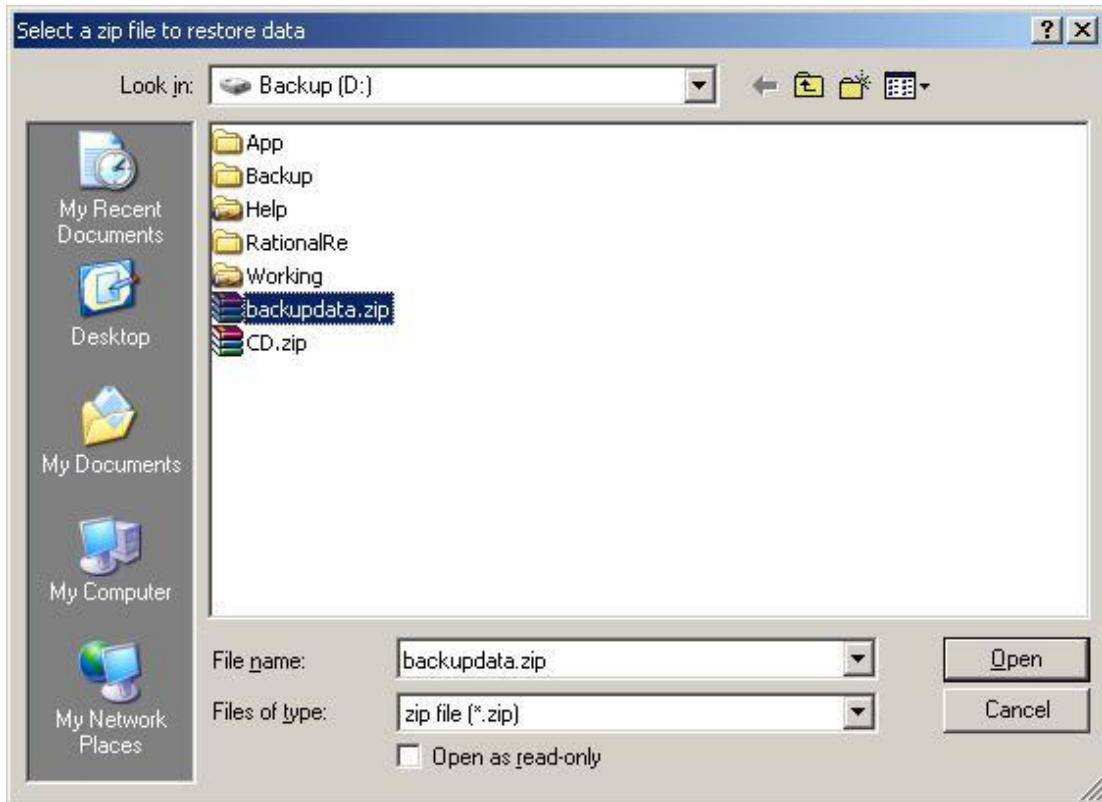 Select a zip file to restore data
Look in:
Backup (D:)
My Recent
Documents
Desktop
My Documents
My Computer
My Network
Places
App
Backup
Help
RationalRe
Working
backupdata.zip
CD.zip
File name:
backupdata.zip
Open
Files of type:
zip file (*.zip)
Cancel
Open as read-only